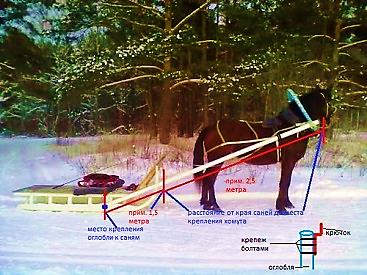 прим. 2,5
метра
прим. 1,5
метра
расстояние от края саней до места
крепления хомута
место крепления
оглобли к саням
крючок
крепеж
болтами
оглобля